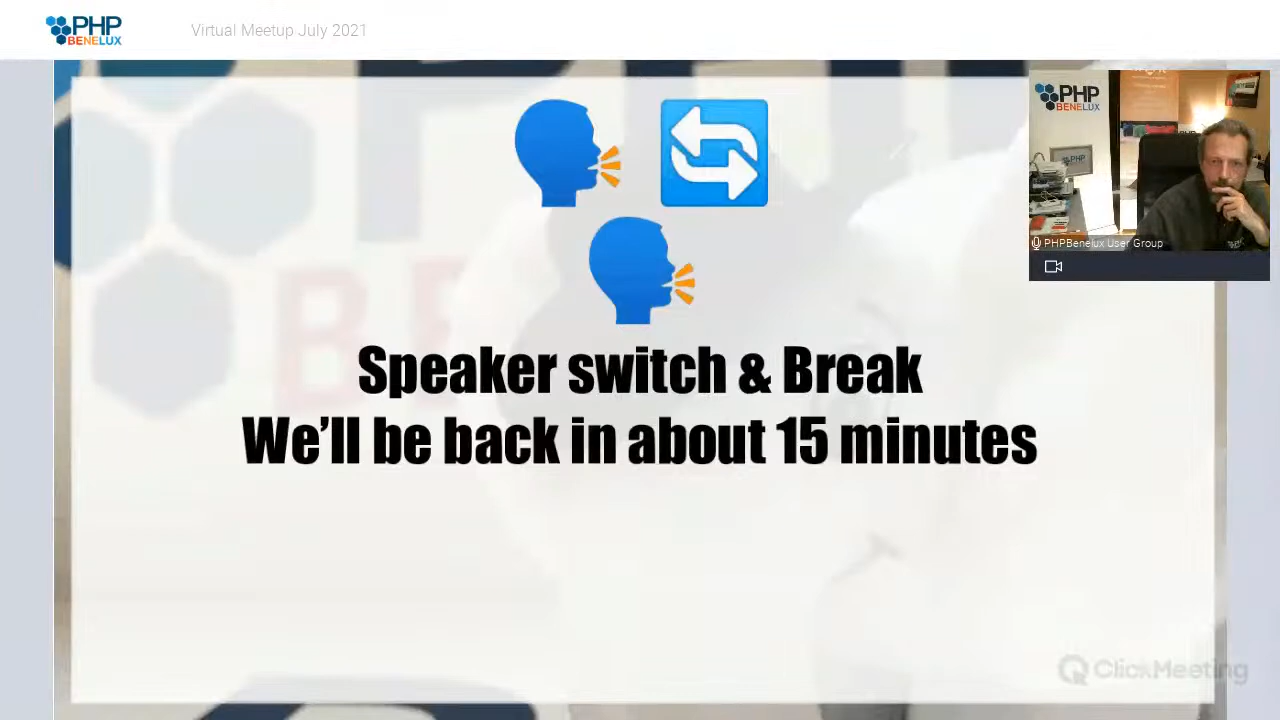 PHP
BENELUX
Virtual Meetup July 2021
PHP
BENELUX
PHP
PHPBenelux User Group
Speaker switch & Break
We'll be back in about 15 minutes
ClickMeeting